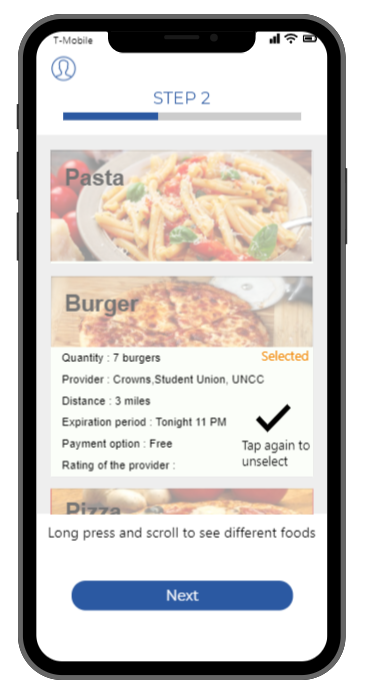 T-Mobile
STEP 2
Pasta
Burger
Quantity : 7 burgers
Selected
Provider : Crowns,Student Union, UNCC
Distance : 3 miles
Expiration period : Tonight 11 PM
Payment option : Free
Tap again to
unselect
Rating of the provider :
Pizza
Long press and scroll to see different foods
Next